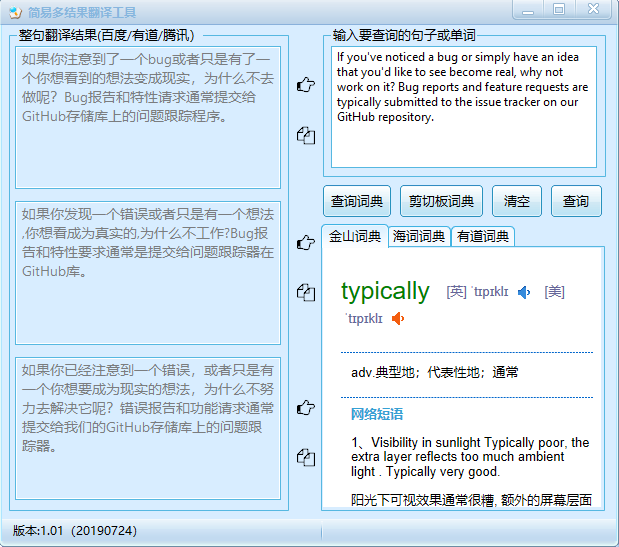 简易多结果翻译工具
整句翻译结果(百度/有道/腾讯)
如果你注意到了一个bug或者只是有了一
个你想看到的想法变成现实，为什么不去
做呢？Bug报告和特性请求通常提交给
GitHub存储库上的问题跟踪程序。
如果你发现一个错误或者只是有一个想法
,你想成为真实的,为什么不工作?Bug报
告和特性要求通常是提交给问题跟踪器在
GitHub库。
如果你已经注意到一个错误，或者只是有
一个你想要成为现实的想法，为什么不努
力去解决它呢？错误报告和功能请求通常
提交给我们的GitHub存储库上的问题跟
踪器。
输入要查询的句子或单词
If you've noticed a bug or simply have an idea
that you'd like to see become real, why not
work on it? Bug reports and feature requests are
typically submitted to the issue tracker on our
GitHub repository.
查询词典 剪切板词典 清空 查询
金山词典 海词词典 有道词典
typically [英] ˈtɪpɪklɪ [美]
ˈtɪpɪklɪ
adv.典型地；代表性地；通常
网络短语
1、Visibility in sunlight Typically poor, the
extra layer reflects too much ambient
light . Typically very good.
阳光下可视效果通常很糟, 额外的屏幕层面
版本:1.01（20190724）